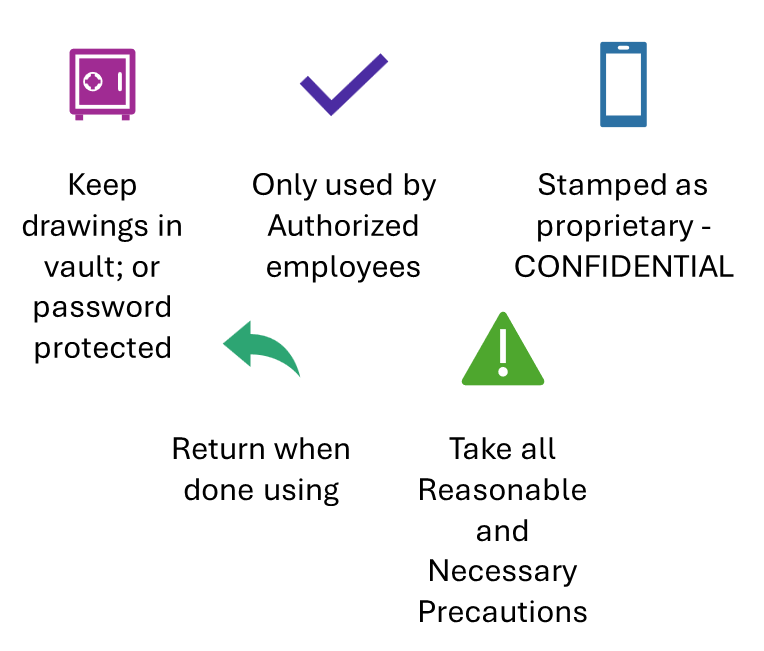 Keep
drawings in
vault; or
password
protected
Only used by
Authorized
employees
Stamped as
proprietary -
CONFIDENTIAL
Return when
done using
Take all
Reasonable
and
Necessary
Precautions